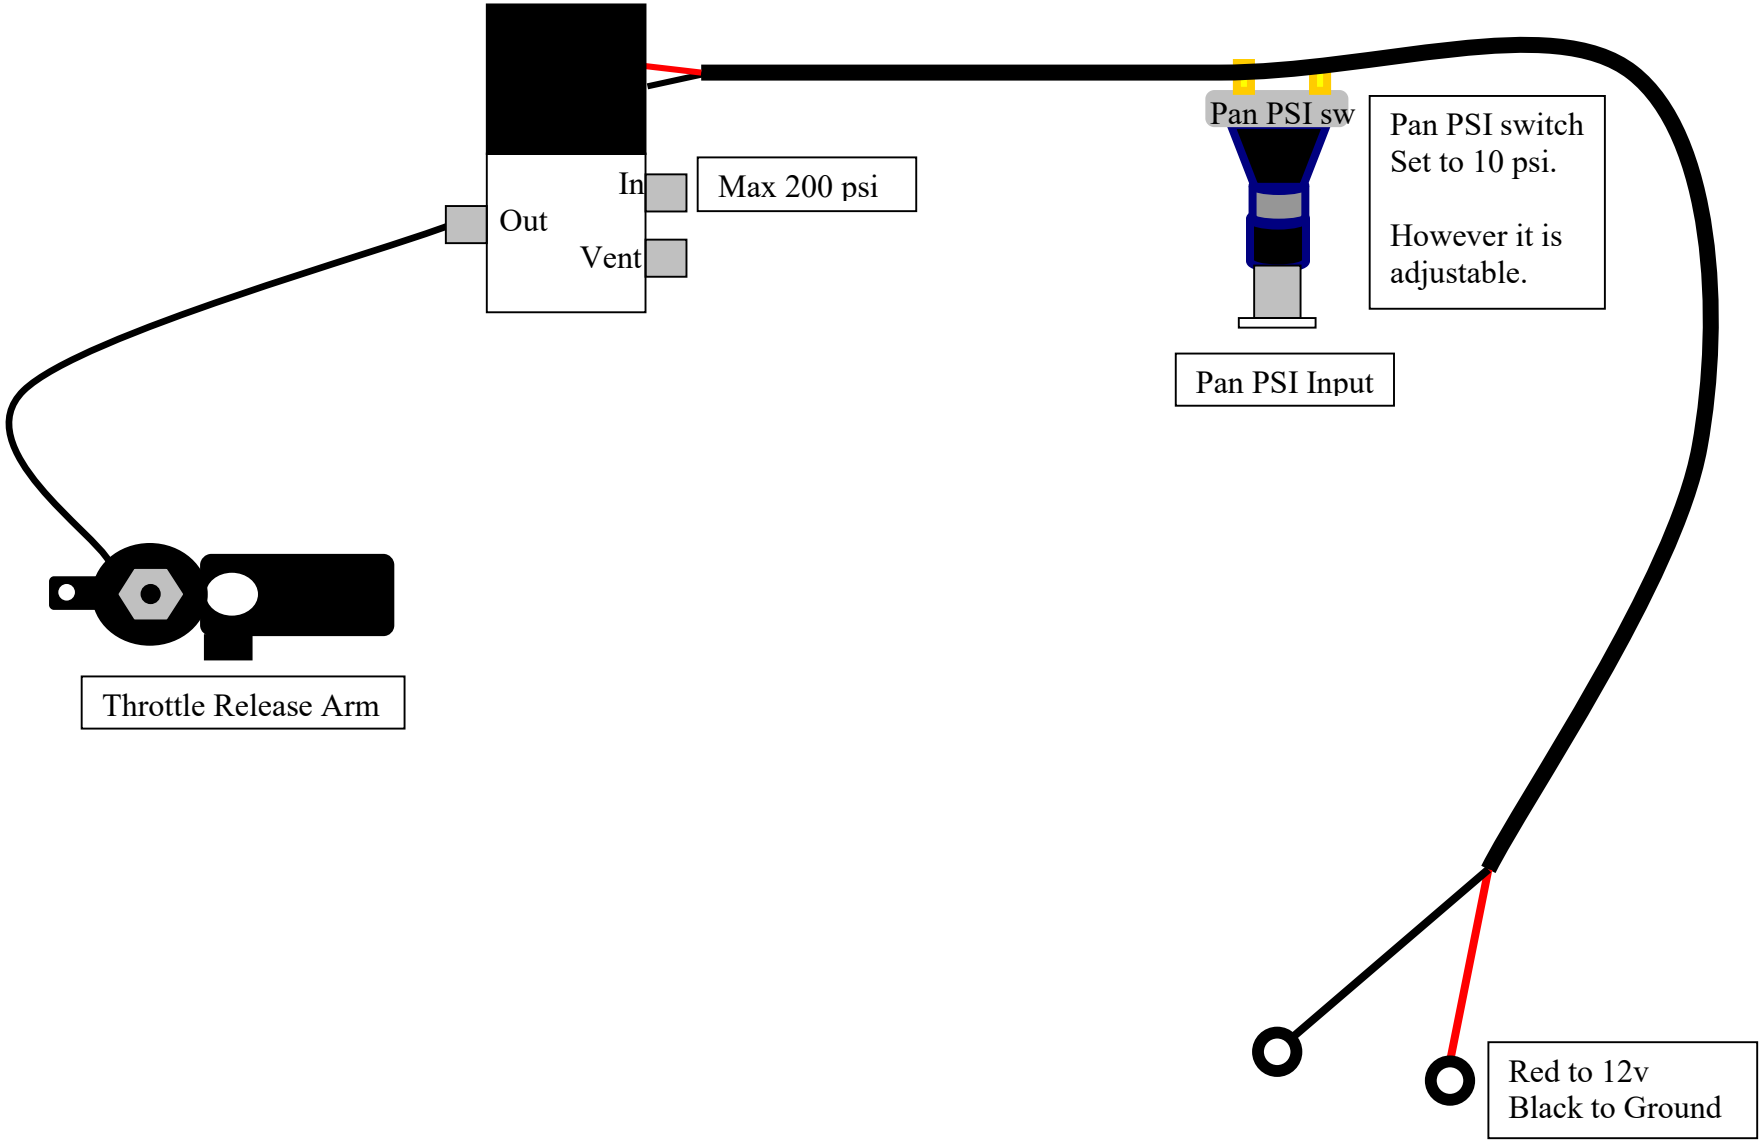 Pan PSI sw
Pan PSI switch
Set to 10 psi.
However it is
adjustable.
In
Max 200 psi
Out
Vent
Pan PSI Input
Throttle Release Arm
Red to 12v
Black to Ground